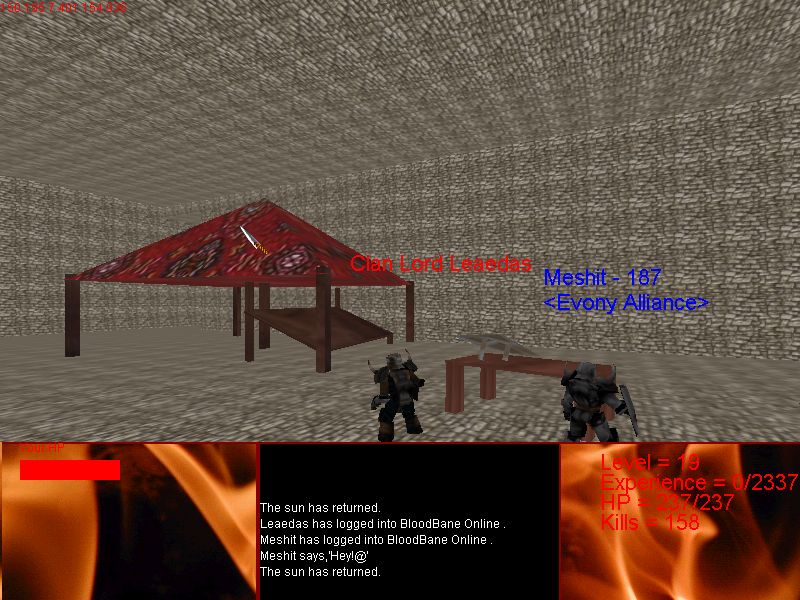 Clan Lord Leaedas
Meshit - 187
<Evony Alliance>
Your HP
The sun has returned.
Leaedas has logged into BloodBane Online .
Meshit has logged into BloodBane Online .
Meshit says,'Hey!@'
The sun has returned.
Level = 19
Experience = 0/2337
HP = 237/237
Kills = 158